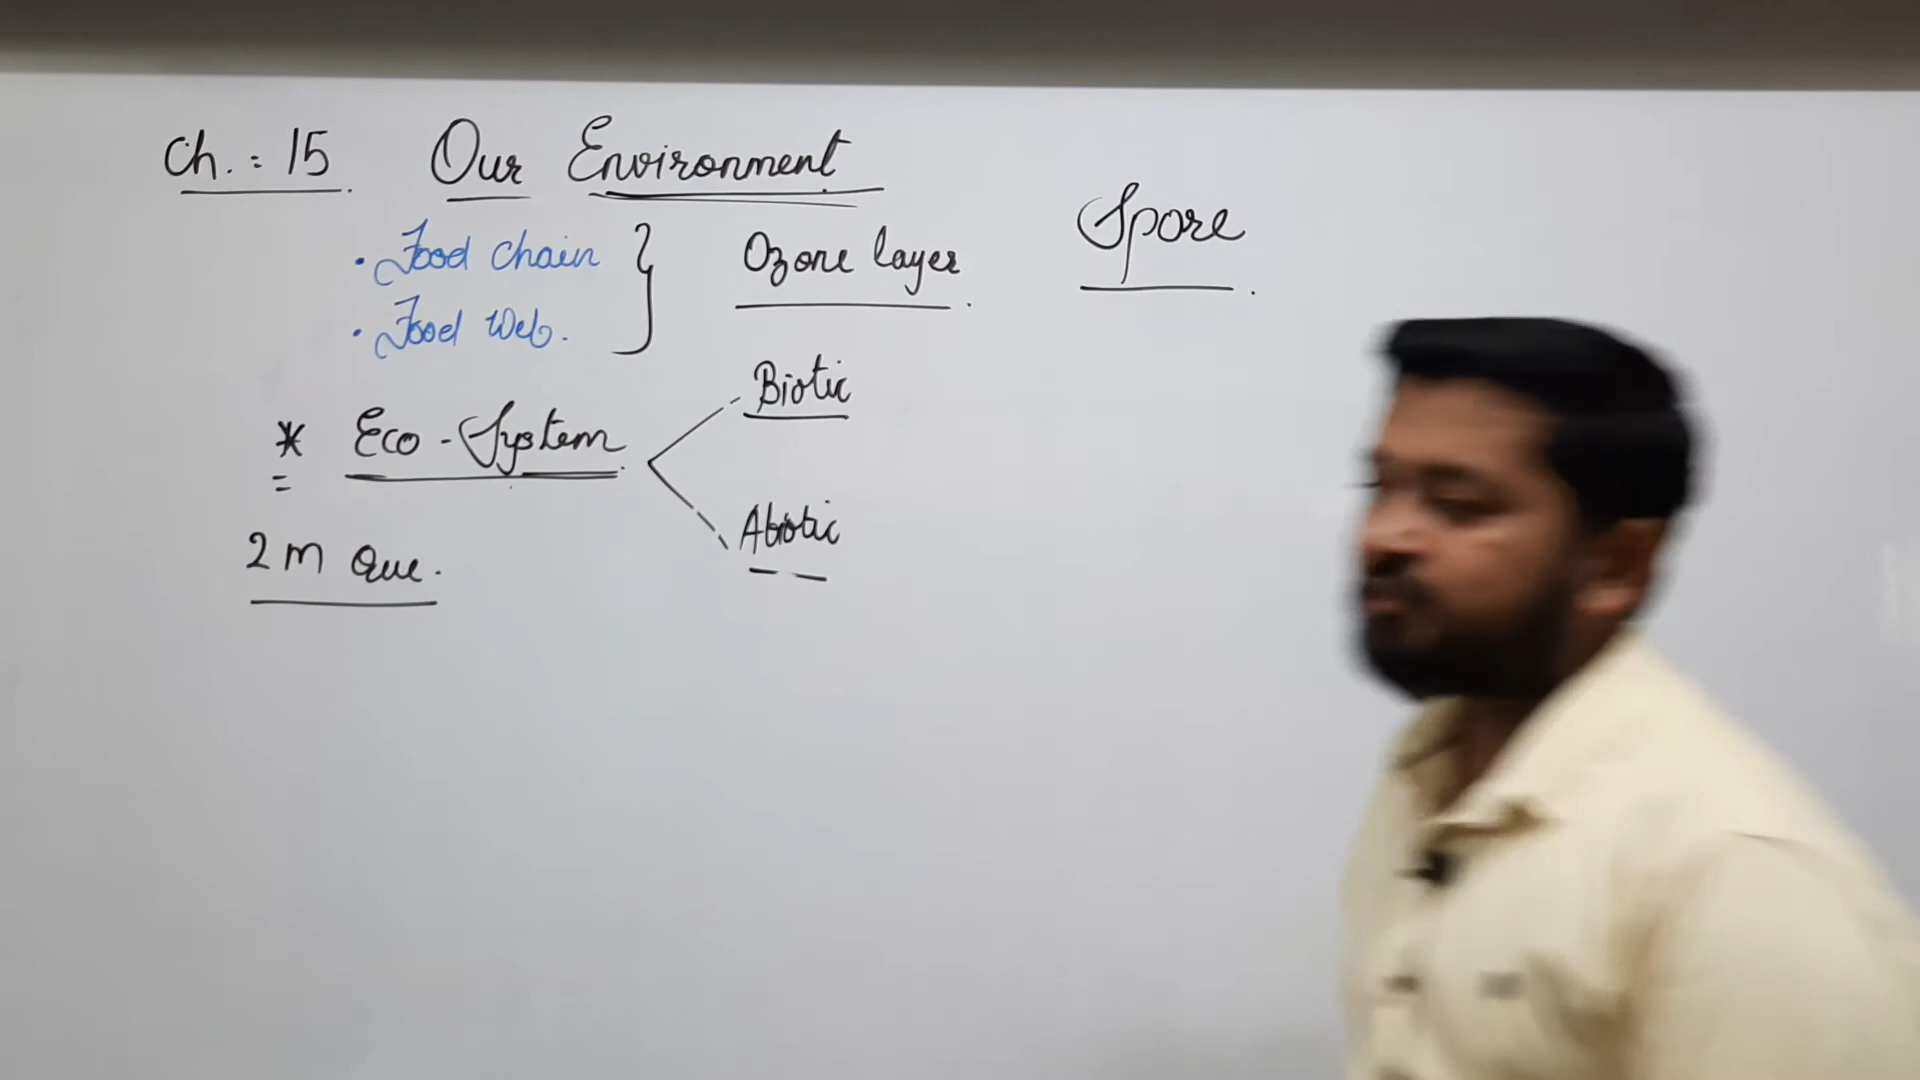 Ch. : 15 Our Environment
• Food chain
• Food Web.
Ozone layer
Spore
* Eco-System
Biotic
Abiotic
2 M Que.